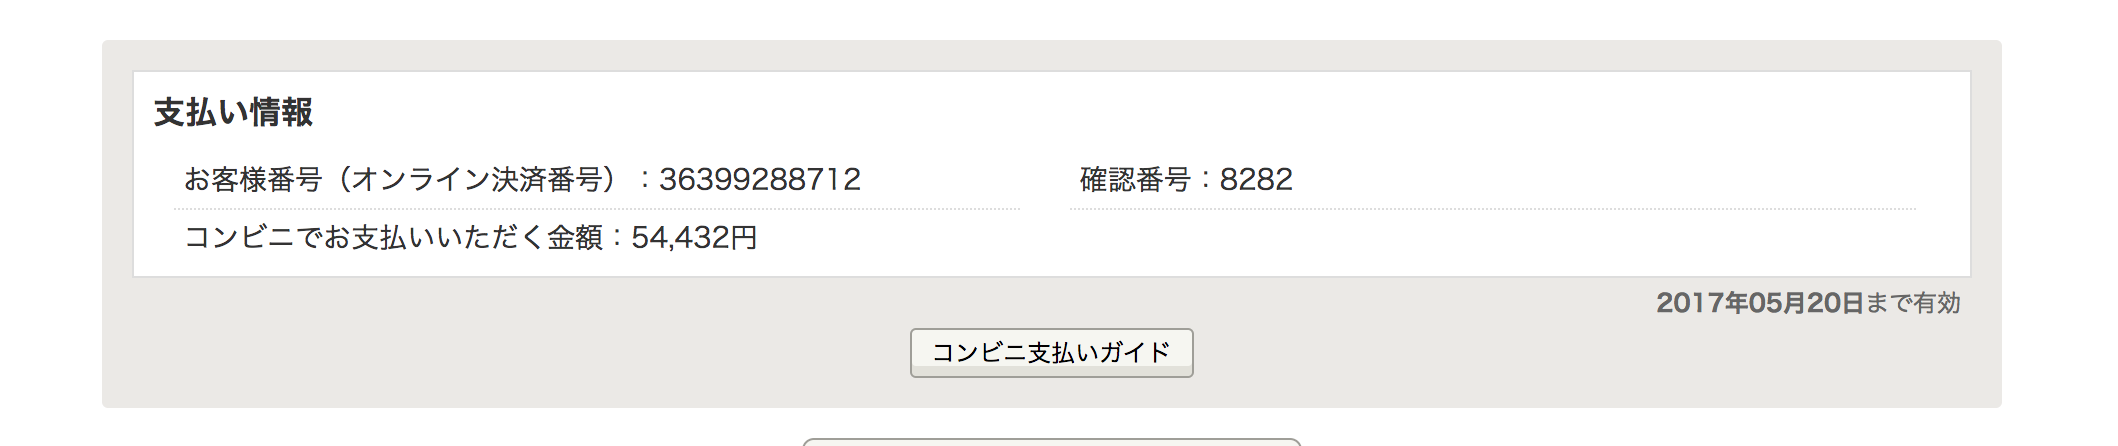 支払い情報
お客様番号（オンライン決済番号）：36399288712
確認番号：8282
コンビニでお支払いいただく金額：54,432円
2017年05月20日まで有効
コンビニ支払いガイド